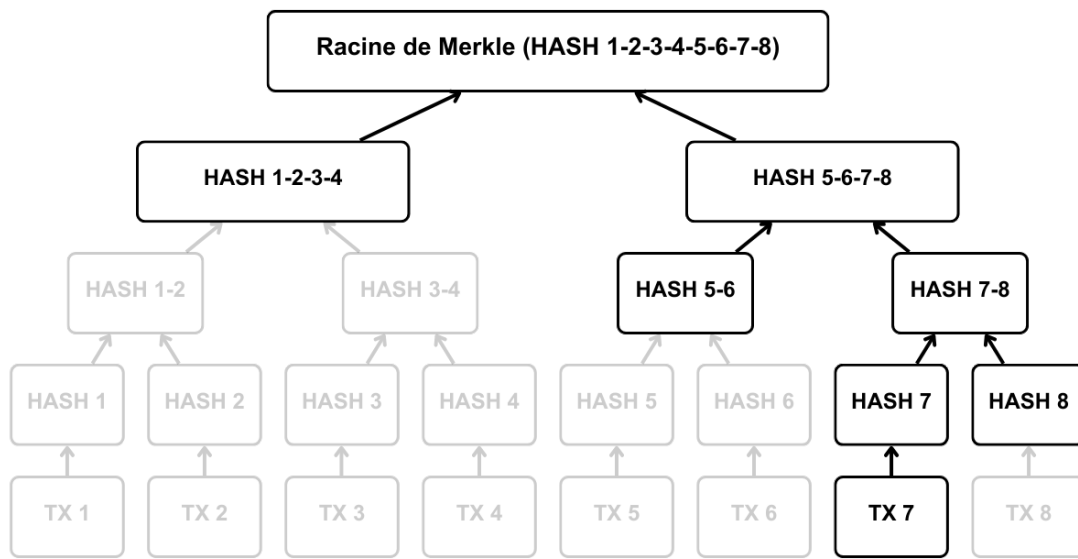 Racine de Merkle (HASH 1-2-3-4-5-6-7-8)
HASH 1-2-3-4
HASH 5-6-7-8
HASH 1-2
HASH 3-4
HASH 5-6
HASH 7-8
HASH 1
HASH 2
HASH 3
HASH 4
HASH 5
HASH 6
HASH 7
HASH 8
TX 1
TX 2
TX 3
TX 4
TX 5
TX 6
TX 7
TX 8